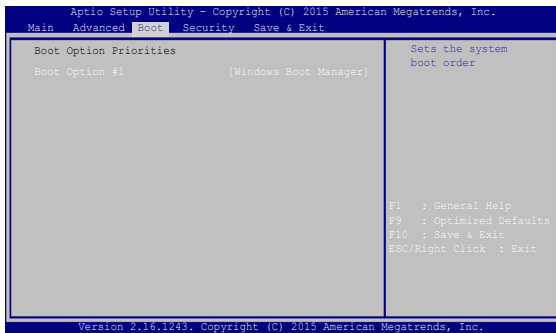 Aptio Setup Utility - Copyright (C) 2015 American Megatrends, Inc.
Main Advanced Boot Security Save & Exit
Boot Option Priorities
Boot Option #1 [Windows Boot Manager]
Sets the system
boot order
F1 : General Help
F9 : Optimized Defaults
F10 : Save & Exit
ESC/Right Click : Exit
Version 2.16.1243. Copyright (C) 2015 American Megatrends, Inc.